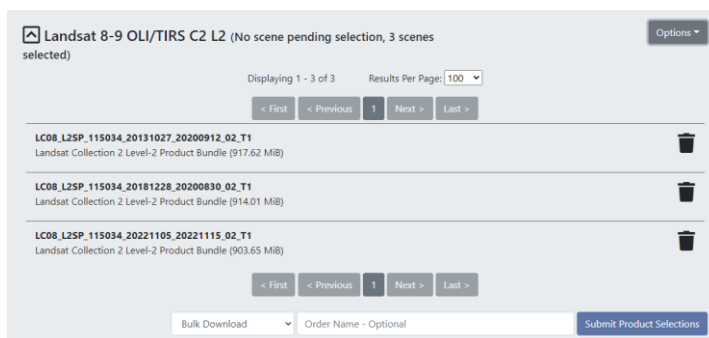 Landsat 8-9 OLI/TIRS C2 L2 (No scene pending selection, 3 scenes
selected)
Options
Displaying 1 - 3 of 3 Results Per Page: 100
< First < Previous 1 Next > Last >
LC08_L2SP_115034_20131027_20200912_02_T1
Landsat Collection 2 Level-2 Product Bundle (917.62 MiB)
LC08_L2SP_115034_20181228_20200830_02_T1
Landsat Collection 2 Level-2 Product Bundle (914.01 MiB)
LC08_L2SP_115034_20221105_20221115_02_T1
Landsat Collection 2 Level-2 Product Bundle (903.65 MiB)
< First < Previous 1 Next > Last >
Bulk Download Order Name - Optional Submit Product Selections